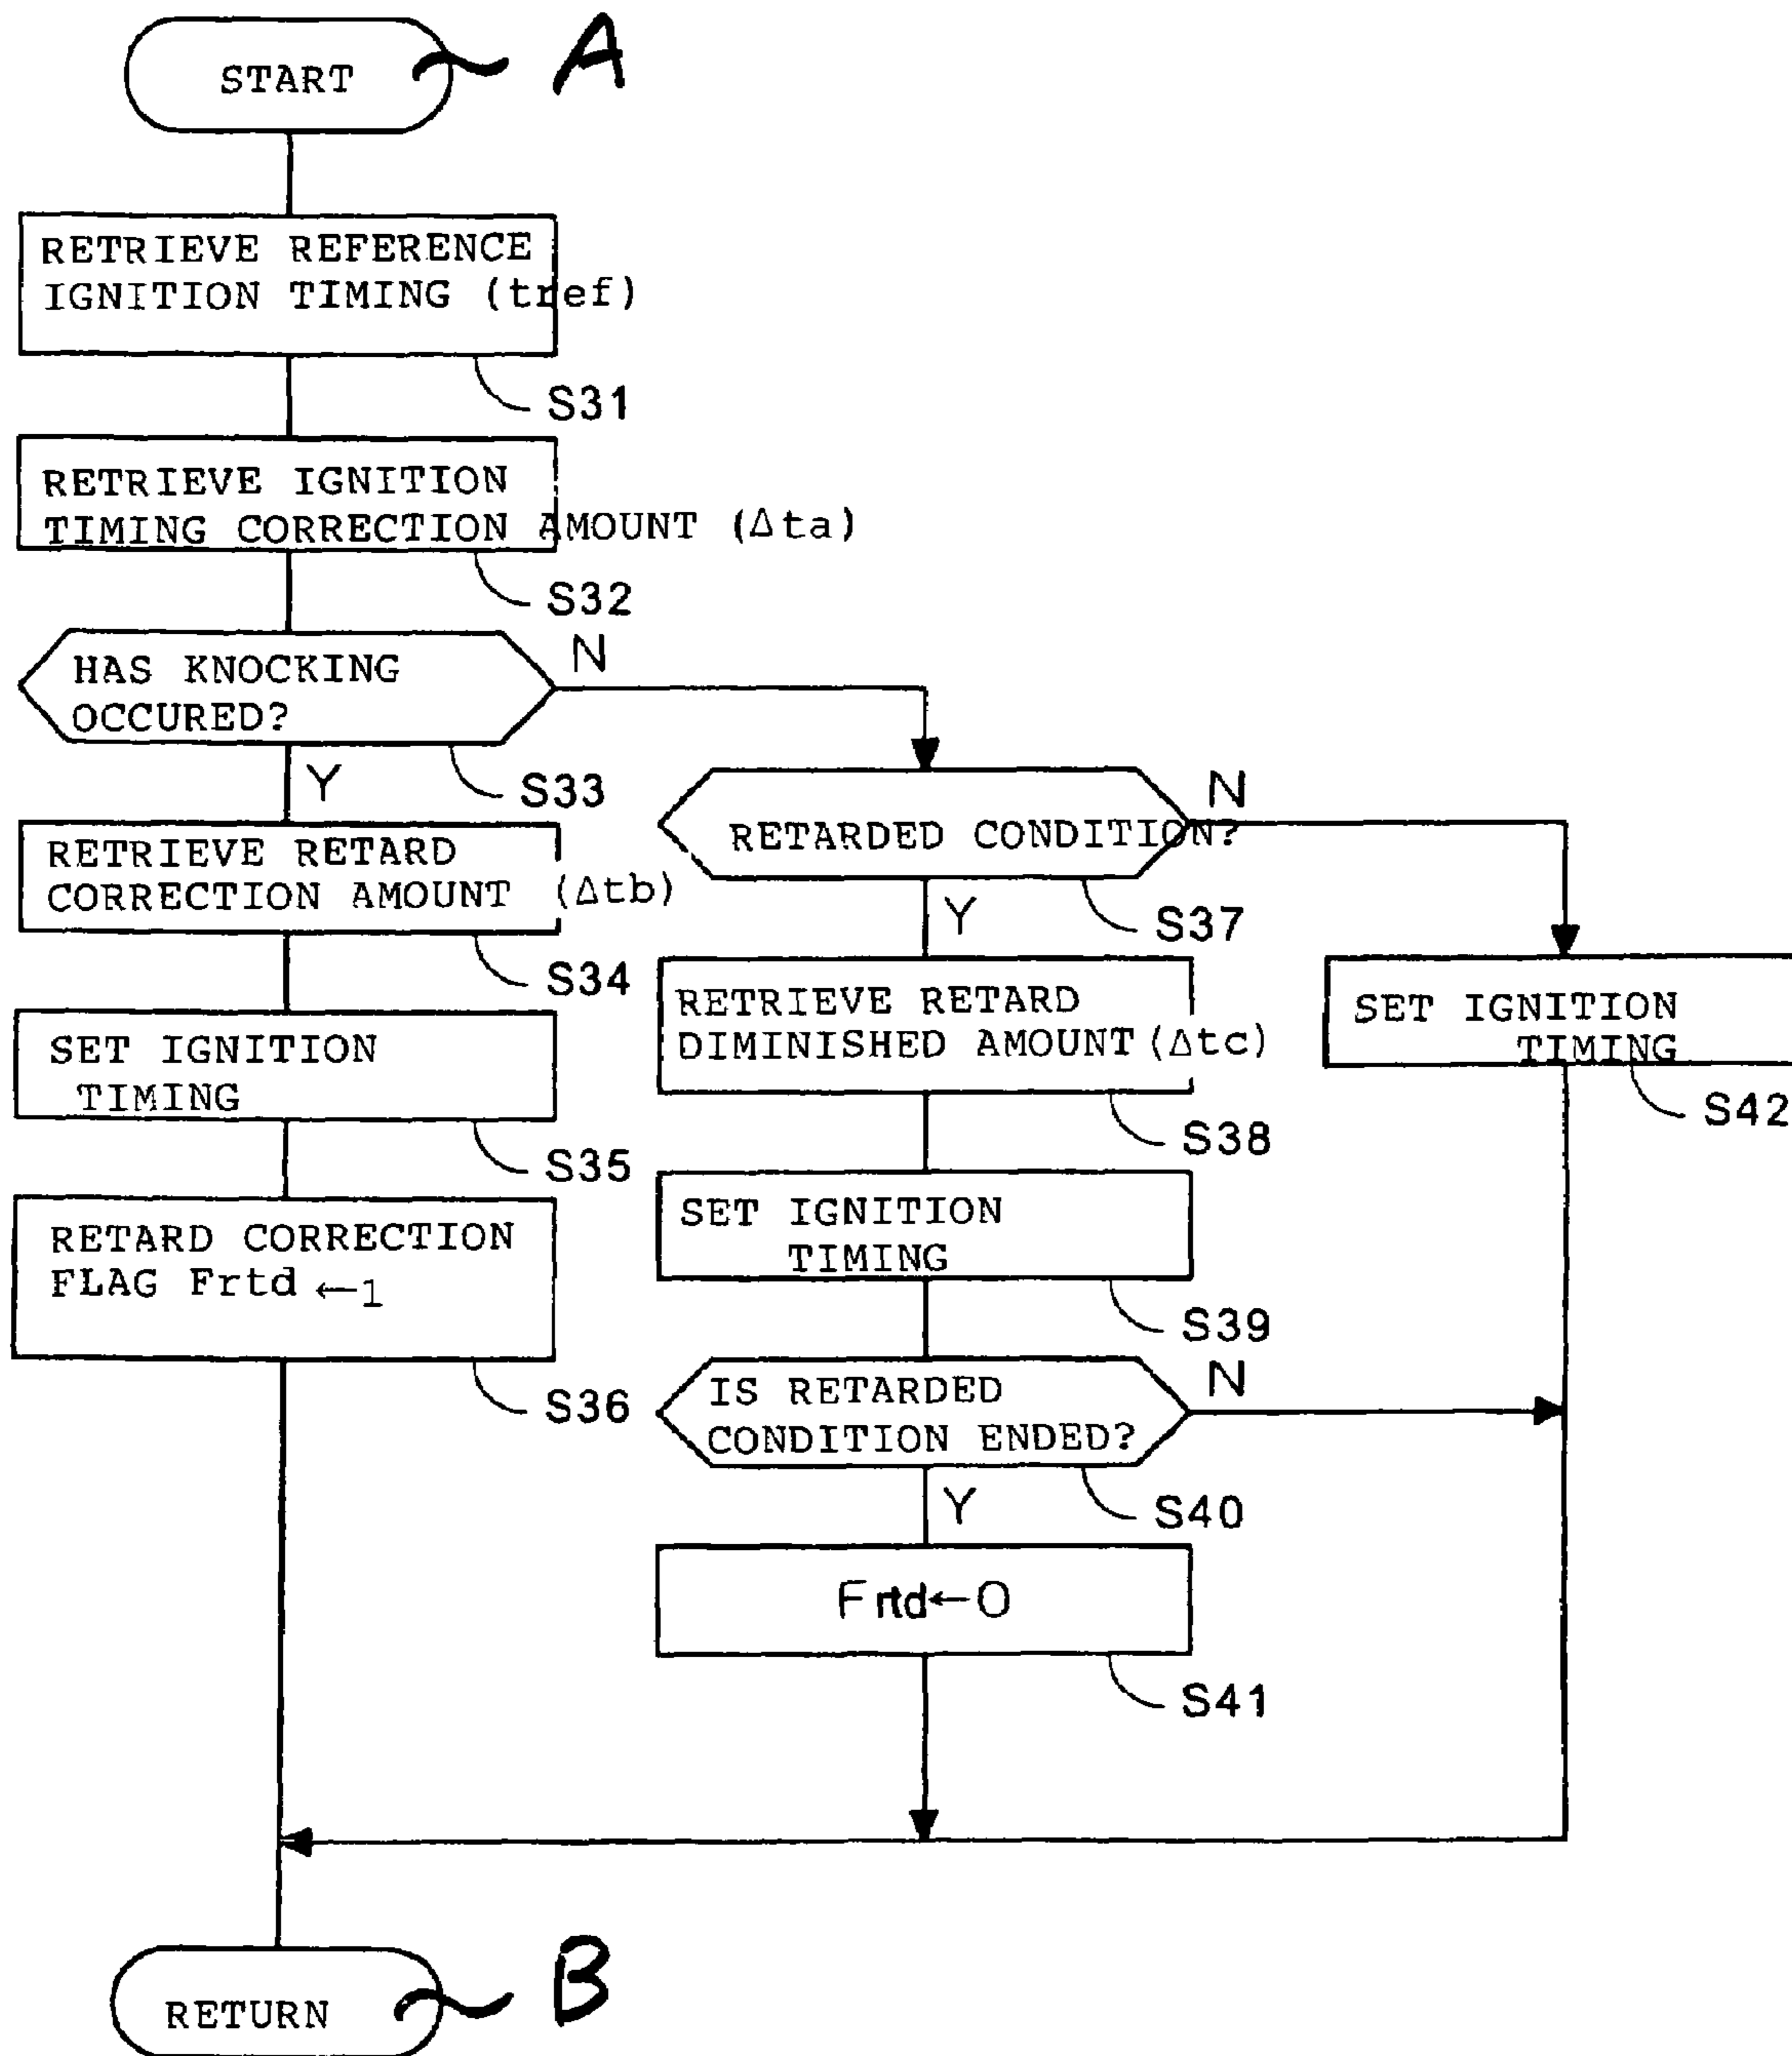 START
A
RETRIEVE REFERENCE
IGNITION TIMING (tref)
S31
RETRIEVE IGNITION
TIMING CORRECTION AMOUNT (Δta)
S32
HAS KNOCKING
OCCURED?
N
Y
S33
RETRIEVE RETARD
CORRECTION AMOUNT (Δtb)
S34
SET IGNITION
TIMING
S35
RETARD CORRECTION
FLAG Frtd ←1
S36
RETARDED CONDITION?
N
Y
S37
RETRIEVE RETARD
DIMINISHED AMOUNT (Δtc)
S38
SET IGNITION
TIMING
S39
IS RETARDED
CONDITION ENDED?
N
Y
S40
Frtd←0
S41
SET IGNITION
TIMING
S42
RETURN
B